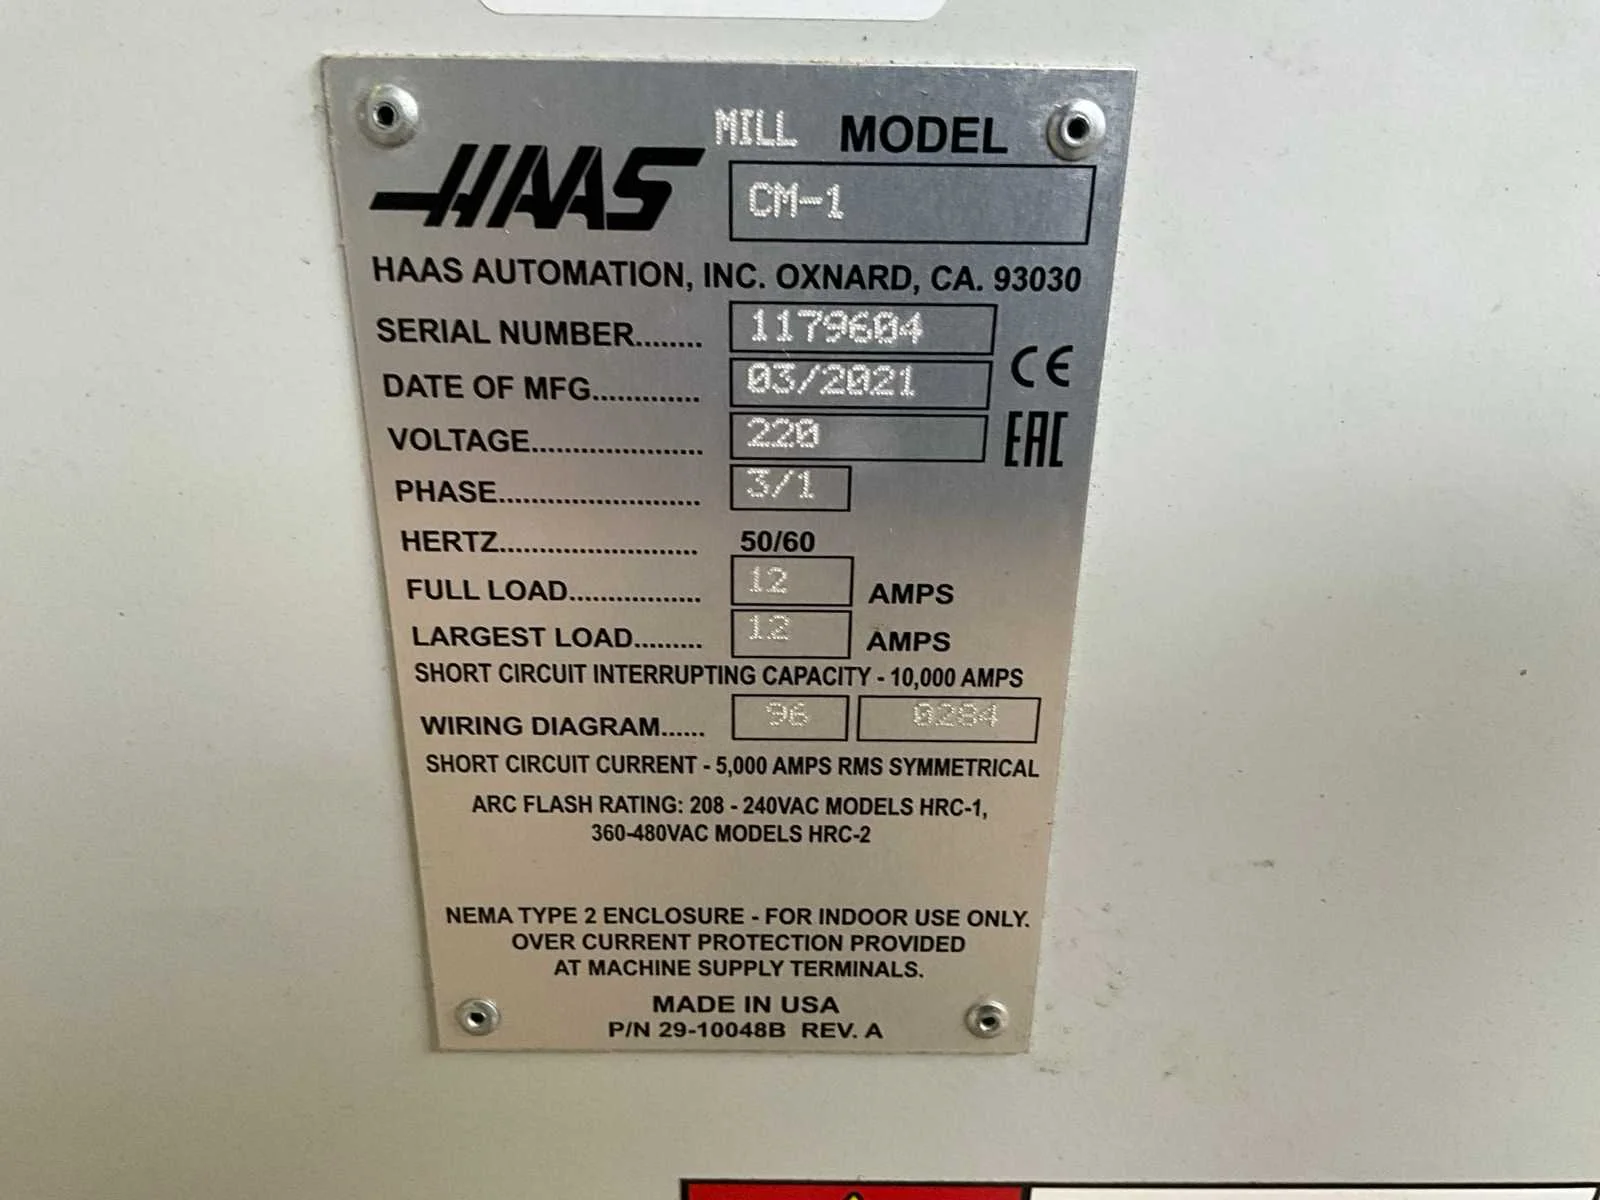 MILL MODEL
HAAS CM-1
HAAS AUTOMATION, INC. OXNARD, CA. 93030
SERIAL NUMBER........ 1179604
DATE OF MFG............. 03/2021
CE
VOLTAGE...................... 220
EAC
PHASE......................... 3/1
HERTZ......................... 50/60
FULL LOAD................. 12 AMPS
LARGEST LOAD......... 12 AMPS
SHORT CIRCUIT INTERRUPTING CAPACITY - 10,000 AMPS
WIRING DIAGRAM...... 96 0284
SHORT CIRCUIT CURRENT - 5,000 AMPS RMS SYMMETRICAL
ARC FLASH RATING: 208 - 240VAC MODELS HRC-1,
360-480VAC MODELS HRC-2
NEMA TYPE 2 ENCLOSURE - FOR INDOOR USE ONLY.
OVER CURRENT PROTECTION PROVIDED
AT MACHINE SUPPLY TERMINALS.
MADE IN USA
P/N 29-10048B REV. A